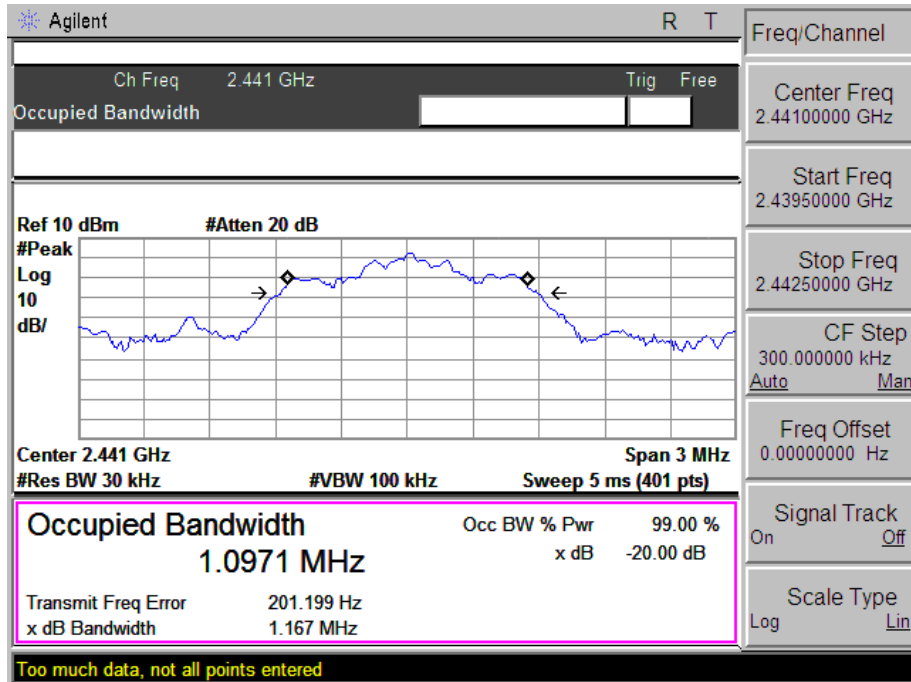 Agilent R T
Ch Freq 2.441 GHz Trig Free
Occupied Bandwidth
Ref 10 dBm #Atten 20 dB
#Peak
Log
10
dB/
Center 2.441 GHz Span 3 MHz
#Res BW 30 kHz #VBW 100 kHz Sweep 5 ms (401 pts)
Occupied Bandwidth Occ BW % Pwr 99.00 %
1.0971 MHz x dB -20.00 dB
Transmit Freq Error 201.199 Hz
x dB Bandwidth 1.167 MHz
Too much data, not all points entered
Freq/Channel
Center Freq
2.44100000 GHz
Start Freq
2.43950000 GHz
Stop Freq
2.44250000 GHz
CF Step
300.000000 kHz
Auto Man
Freq Offset
0.00000000 Hz
Signal Track
On Off
Scale Type
Log Lin